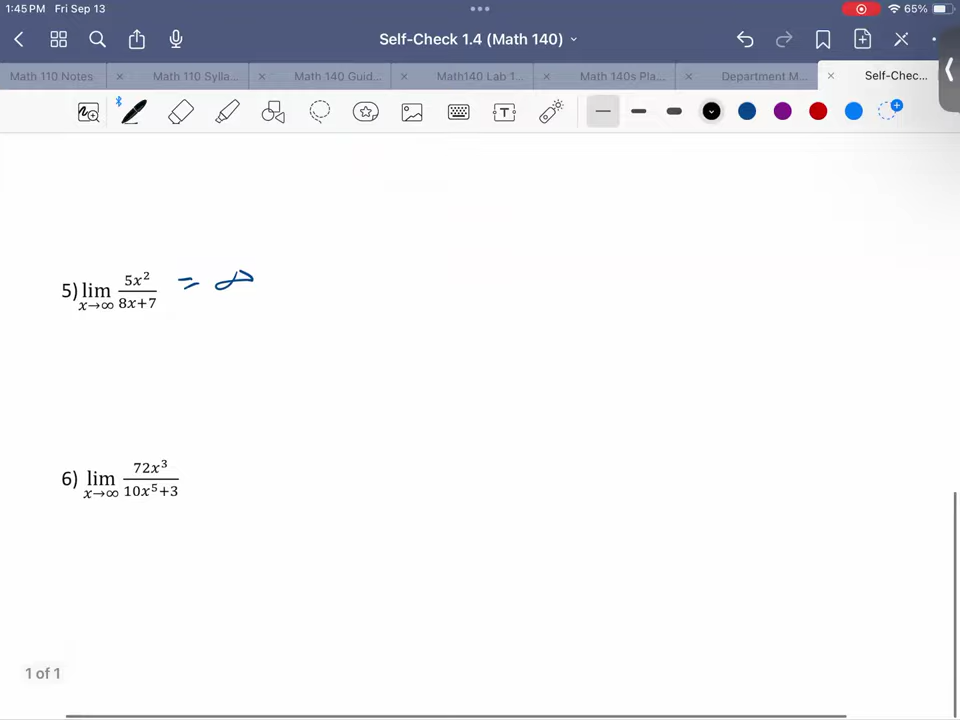 1:45 PM Fri Sep 13
65%
Self-Check 1.4 (Math 140)
Math 110 Notes
Math 110 Sylla...
Math 140 Guid...
Math140 Lab 1...
Math 140s Pla...
Department M...
Self-Chec...
5) lim x→∞ 5x²/8x+7 = ∞
6) lim x→∞ 72x³/10x⁵+3
1 of 1